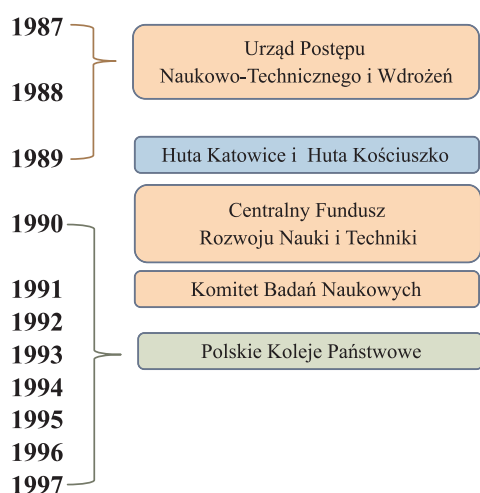 1987
Urząd Postępu
Naukowo-Technicznego i Wdrożeń
1988
1989
Huta Katowice i Huta Kościuszko
1990
Centralny Fundusz
Rozwoju Nauki i Techniki
1991
Komitet Badań Naukowych
1992
1993
Polskie Koleje Państwowe
1994
1995
1996
1997